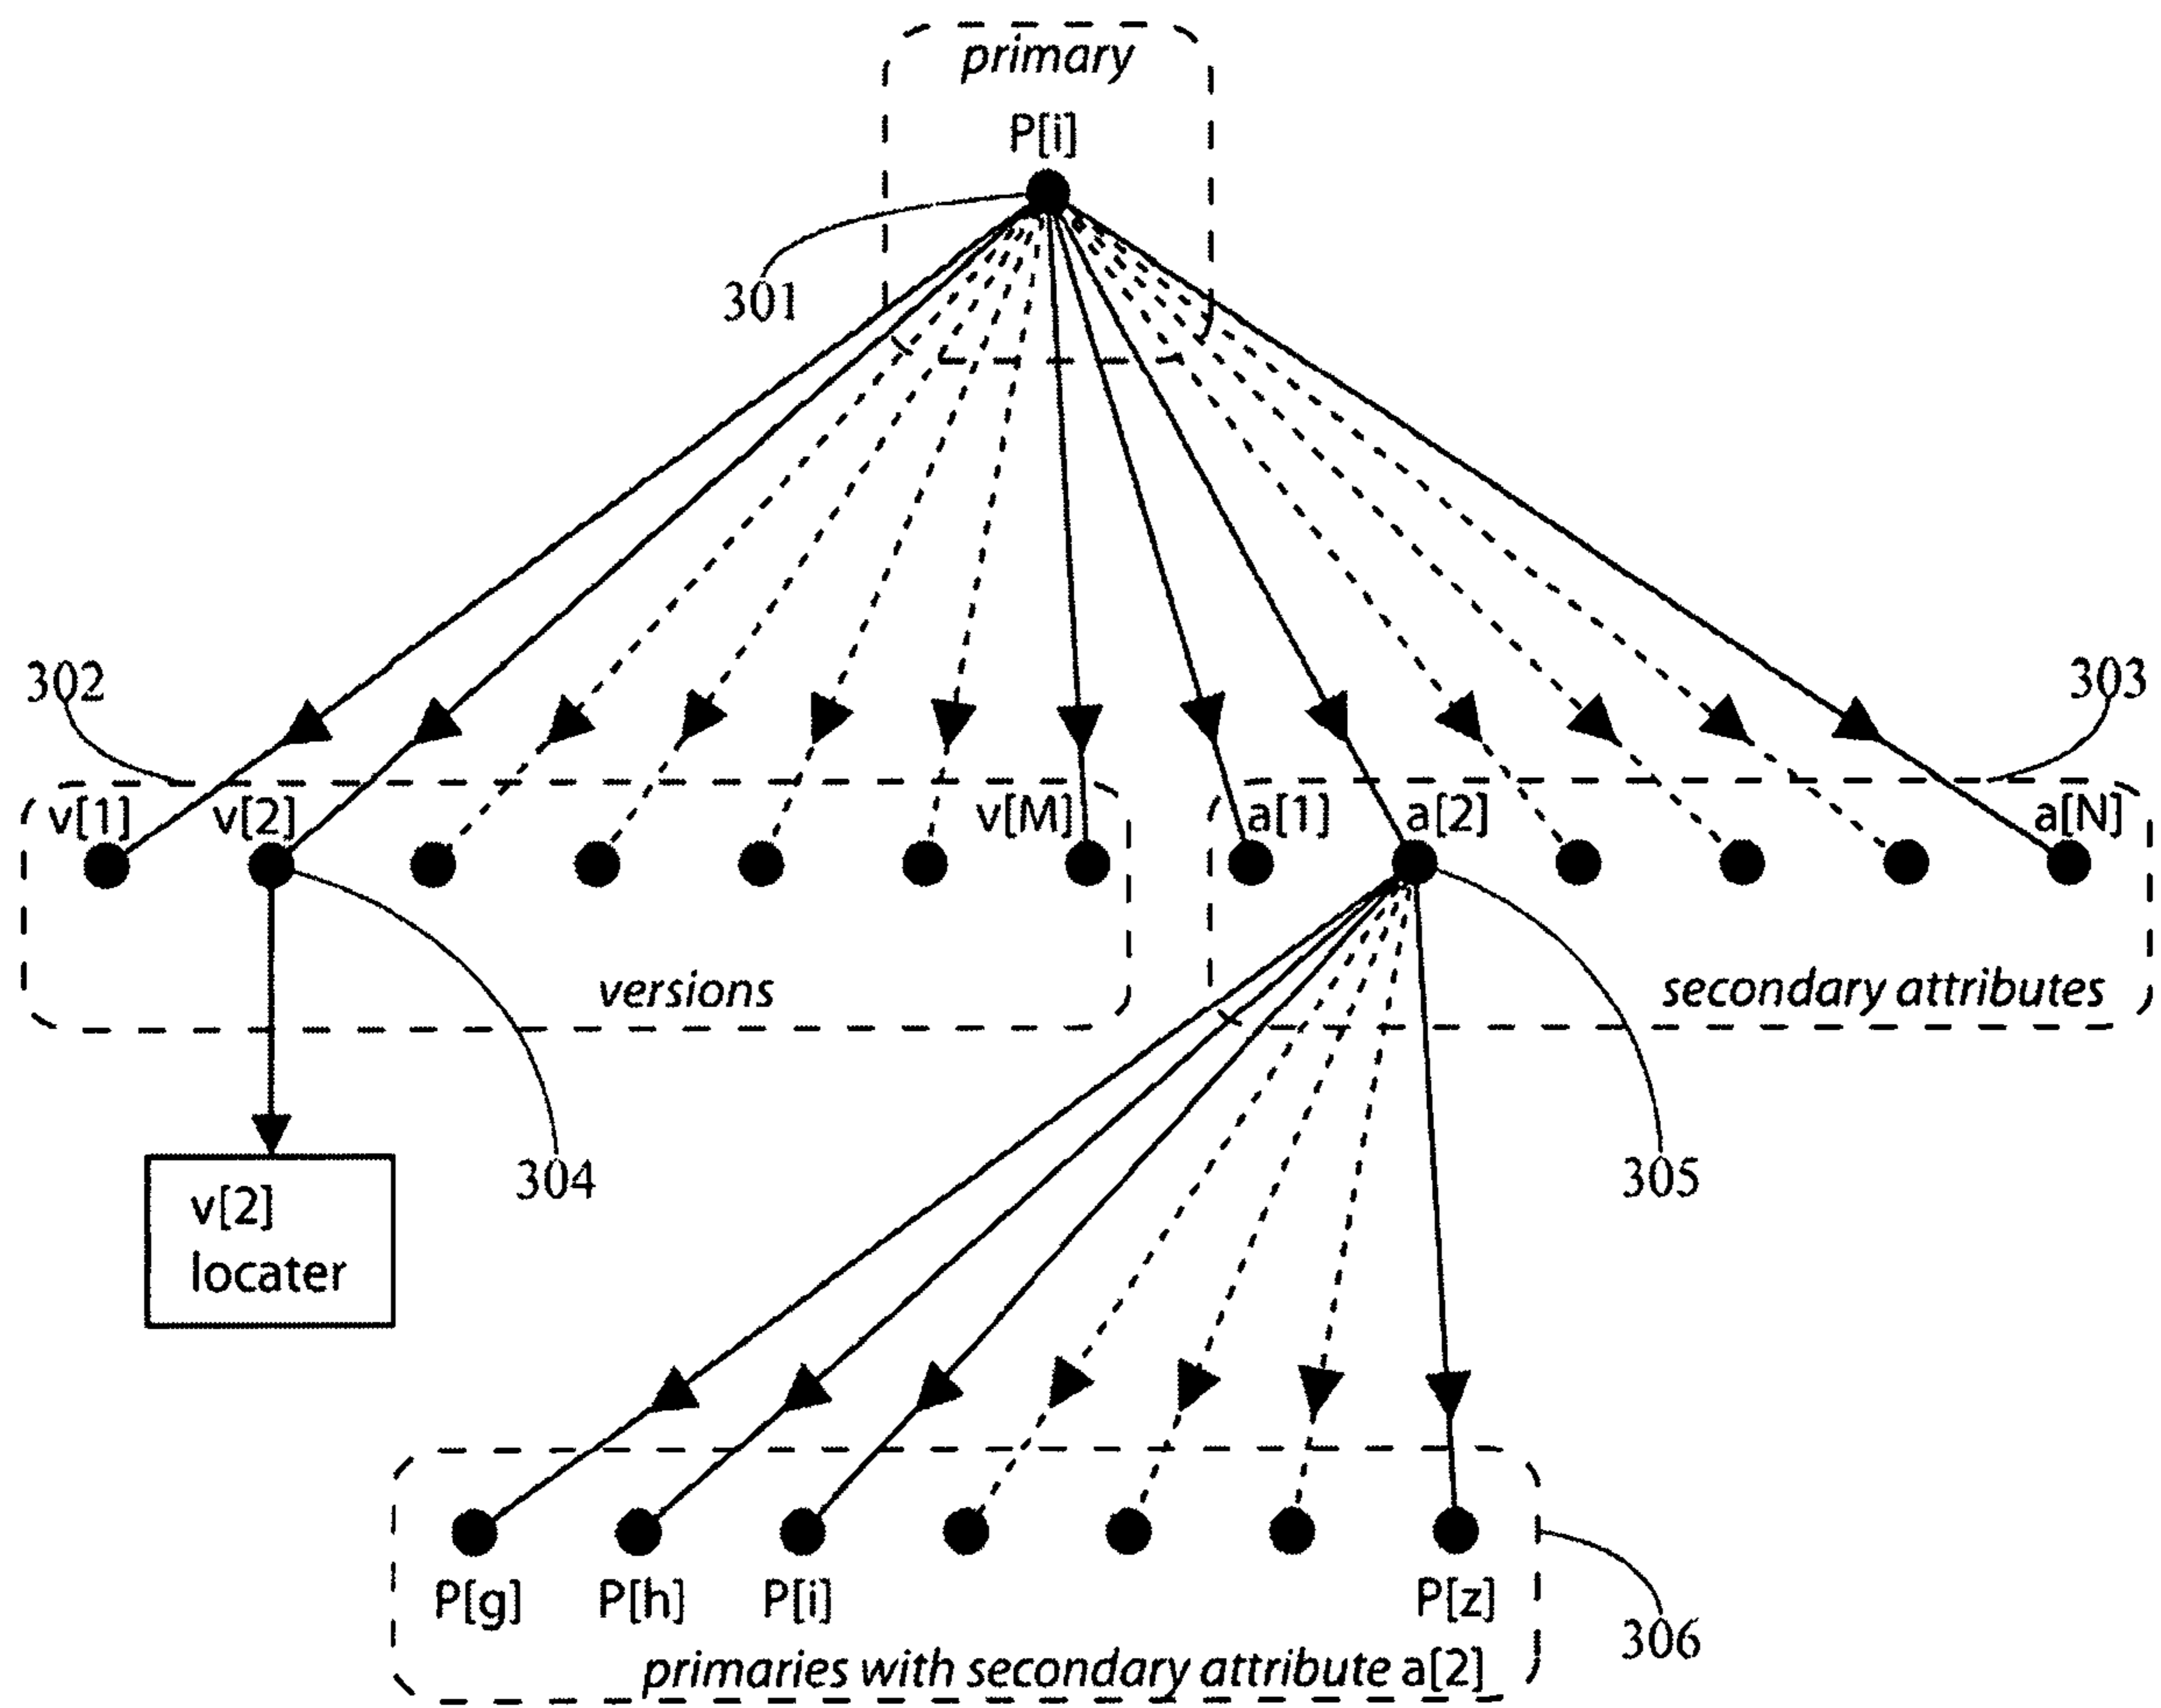 primary
P[i]
301
302
303
v[1]
v[2]
v[M]
a[1]
a[2]
a[N]
versions
secondary attributes
304
305
v[2]
locater
P[g]
P[h]
P[i]
P[z]
306
primaries with secondary attribute a[2]